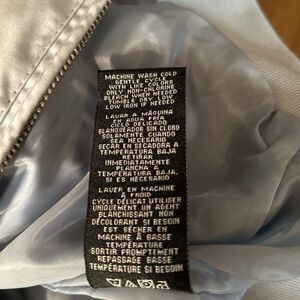 MACHINE WASH COLD
GENTLE CYCLE
WITH LIKE COLORS
ONLY NON-CHLORINE
BLEACH WHEN NEEDED
TUMBLE DRY LOW
LOW IRON IF NEEDED
LAVAR A MÁQUINA
EN AGUA FRÍA
CICLO DELICADO
BLANQUEADOR SIN CLORO
SOLAMENTE CUANDO
SEA NECESARIO
SECAR EN SECADORA A
TEMPERATURA BAJA
RETIRAR
INMEDIATAMENTE
PLANCHA A
TEMPERATURA BAJA,
SI ES NECESARIO
LAVER EN MACHINE
À FROID
CYCLE DÉLICAT UTILISER
UNIQUEMENT UN AGENT
BLANCHISSANT NON
DÉCOLORANT SI BESOIN
EST SÉCHER EN
MACHINE À BASSE
TEMPÉRATURE
SORTIR PROMPTEMENT
REPASSAGE BASSE
TEMPÉRATURE SI BESOIN